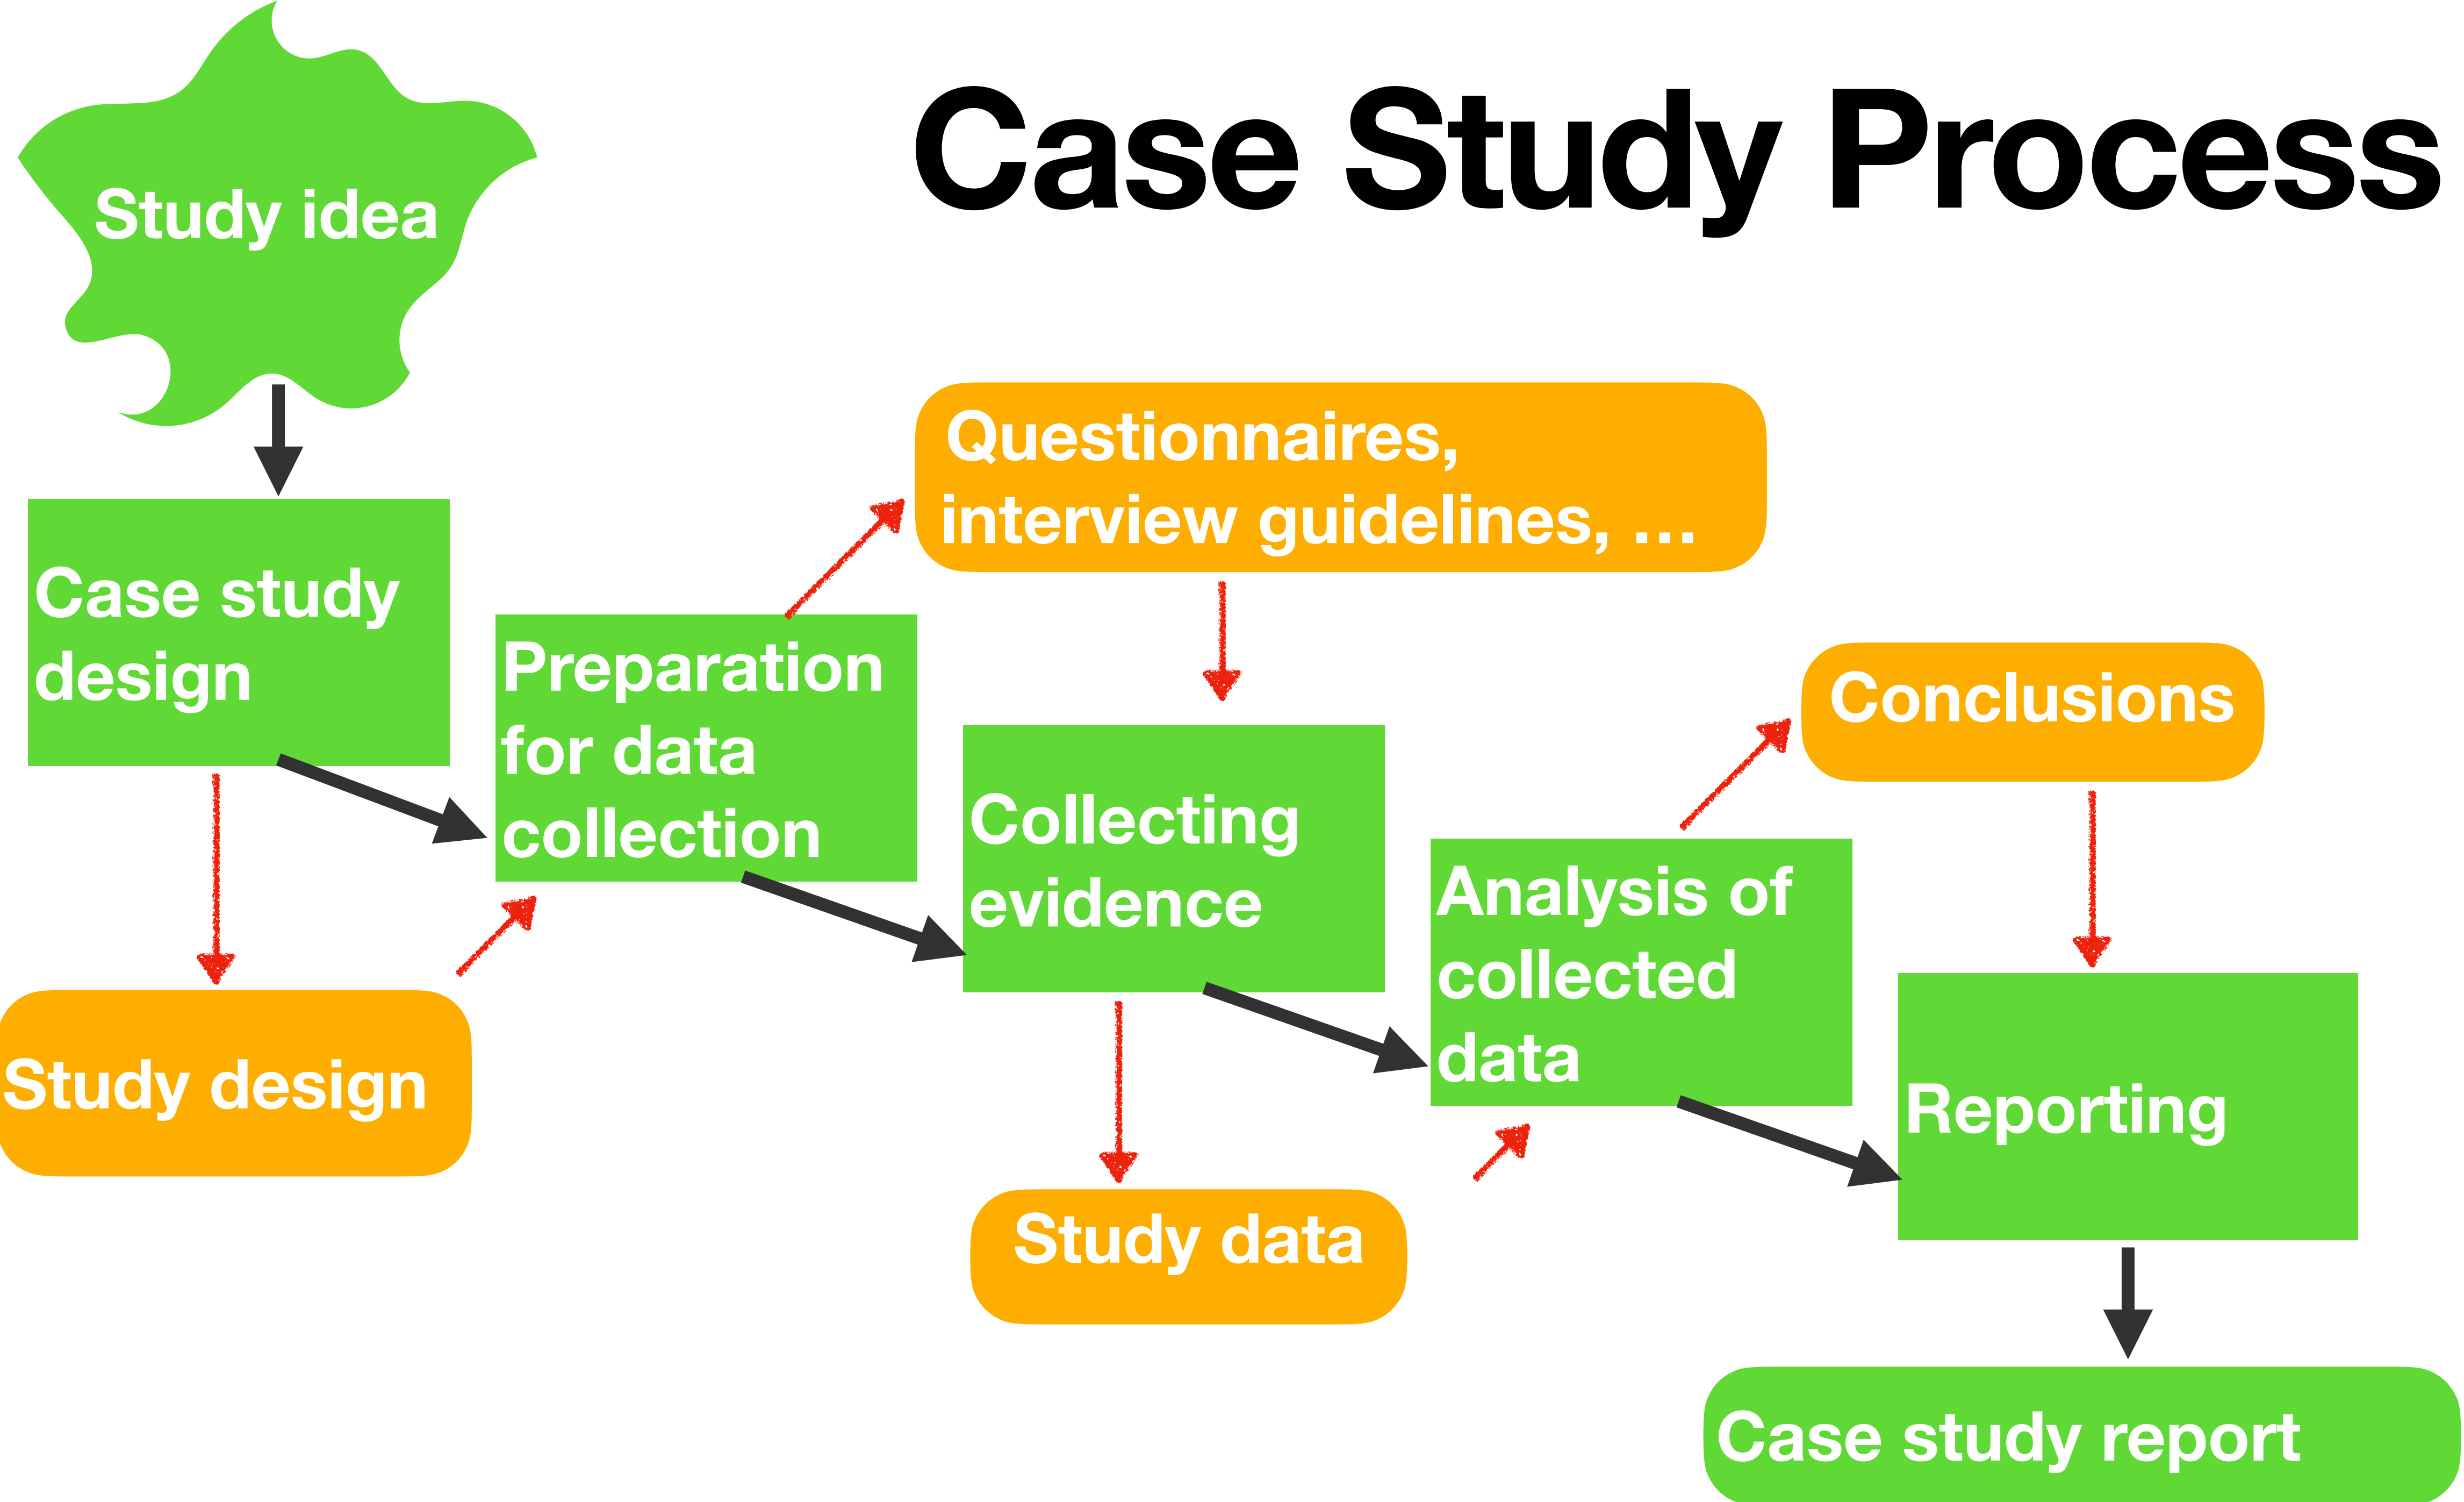 Case Study Process
Study idea
Questionnaires,
interview guidelines, …
Case study
design
Preparation
for data
collection
Conclusions
Collecting
evidence
Analysis of
collected
data
Study design
Reporting
Study data
Case study report